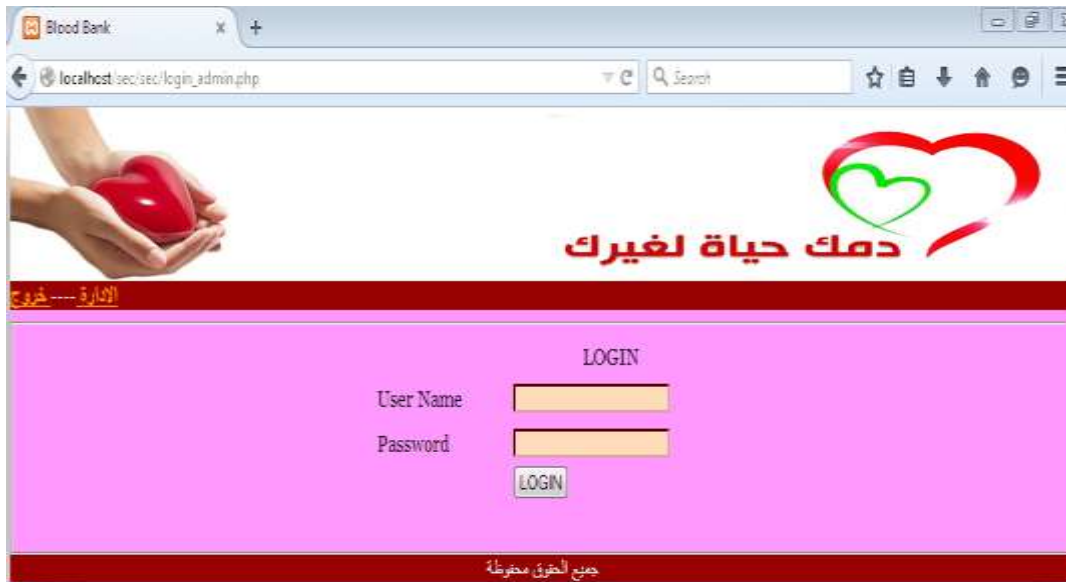 Blood Bank
localhost/sec/sec/login_admin.php
Search
دمك حياة لغيرك
الادارة ---- خروج
LOGIN
User Name
Password
LOGIN
جميع الحقوق محفوظة